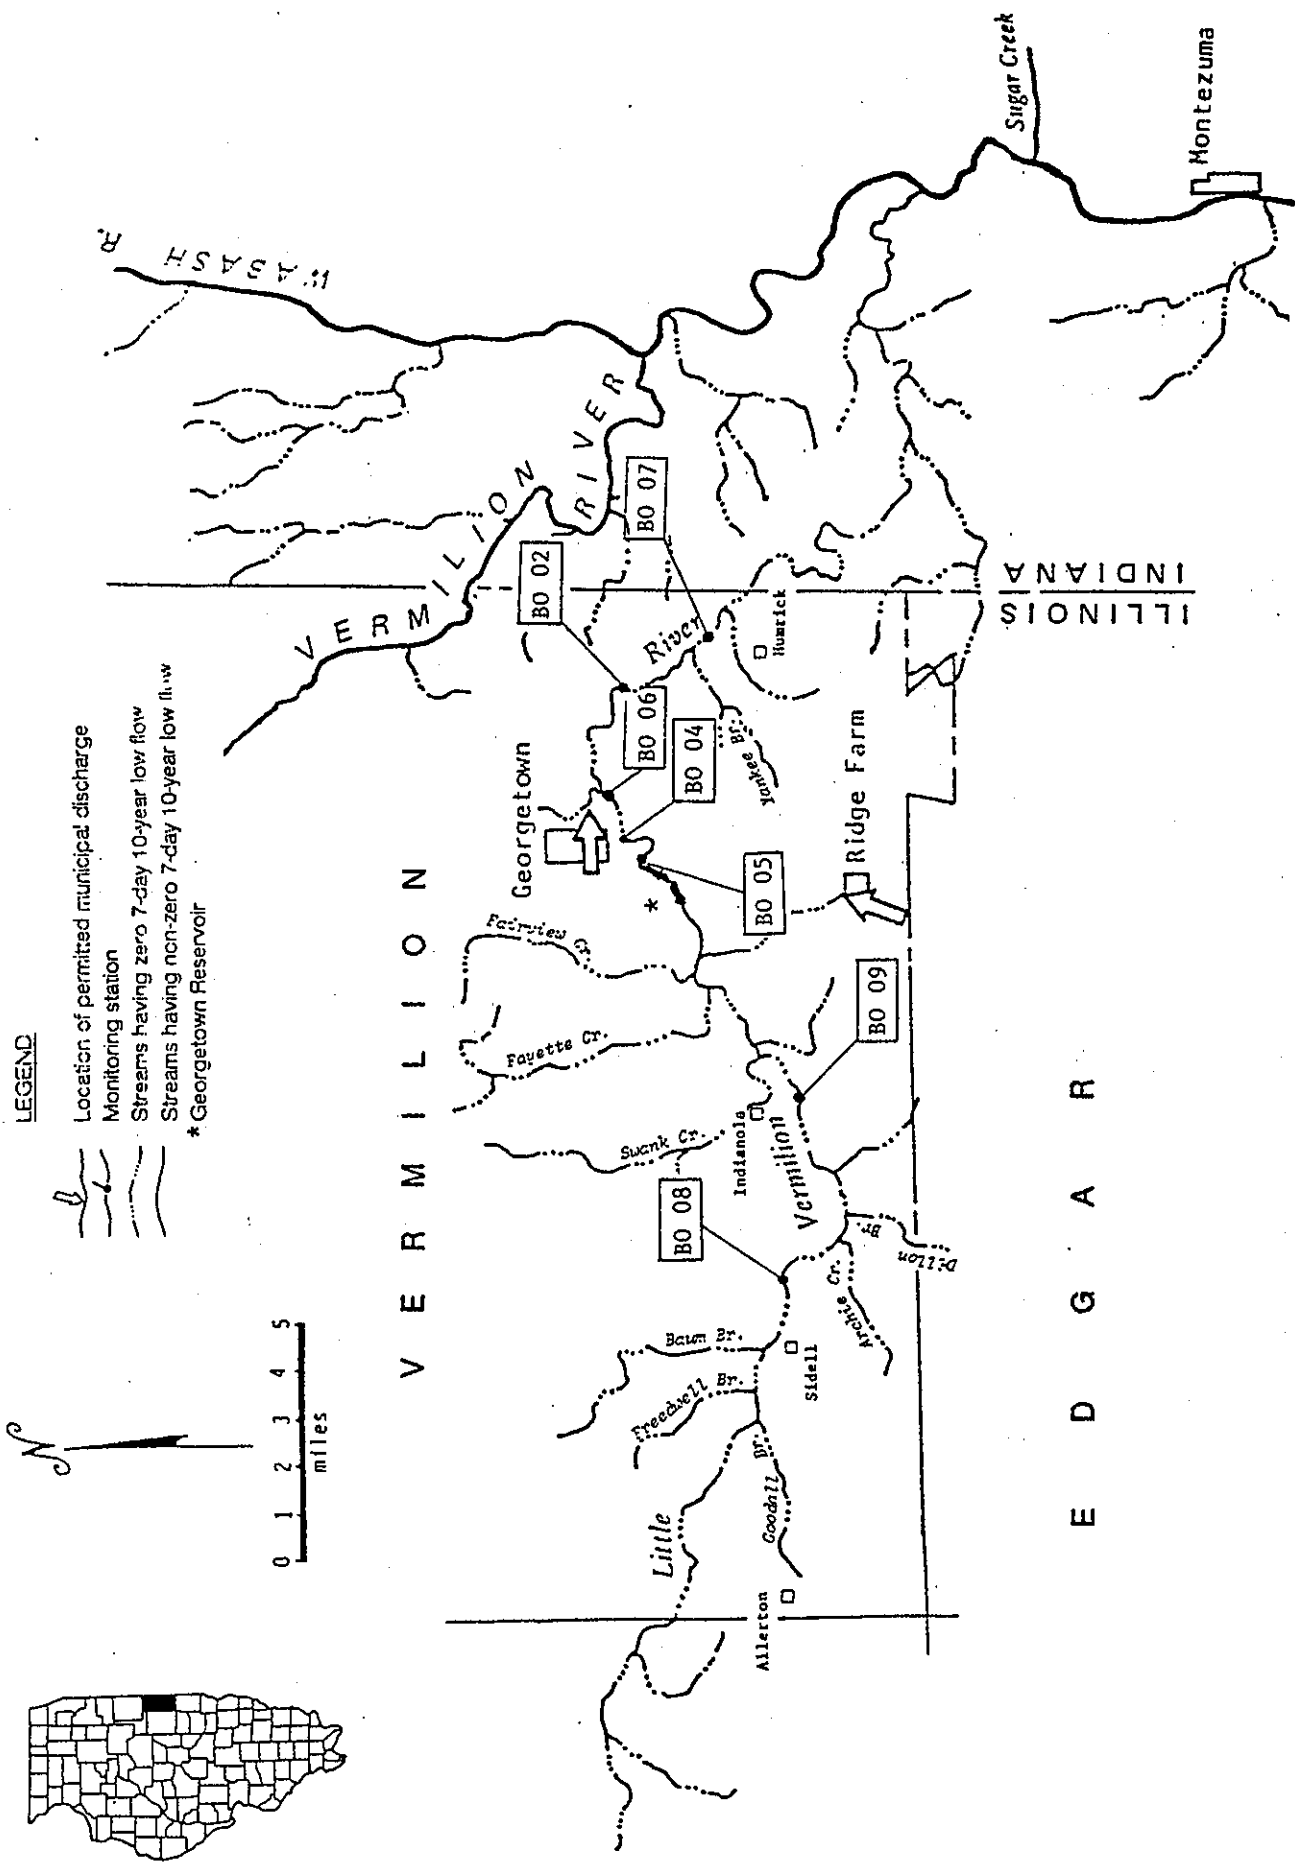 LEGEND
Location of permitted municipal discharge
Monitoring station
Streams having zero 7-day 10-year low flow
Streams having non-zero 7-day 10-year low flow
* Georgetown Reservoir
N
0 1 2 3 4 5
miles
VERMILION
EDGAR
WABASH R.
VERMILION RIVER
Sugar Creek
Montezuma
ILLINOIS
INDIANA
Georgetown
Ridge Farm
Humrick
Indianola
Sidell
Allerton
Little Vermilion River
Fairview Cr.
Fayette Cr.
Swank Cr.
Baum Br.
Freedwell Br.
Goodall Br.
Archie Cr.
Dillon Br.
Yankee Br.
*
BO 02
BO 07
BO 06
BO 04
BO 05
BO 09
BO 08